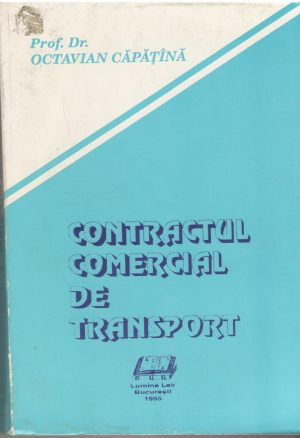 Prof. Dr.
OCTAVIAN CĂPĂȚÎNĂ
CONTRACTUL
COMERCIAL
DE
TRANSPORT
Lumina Lex
București
1995